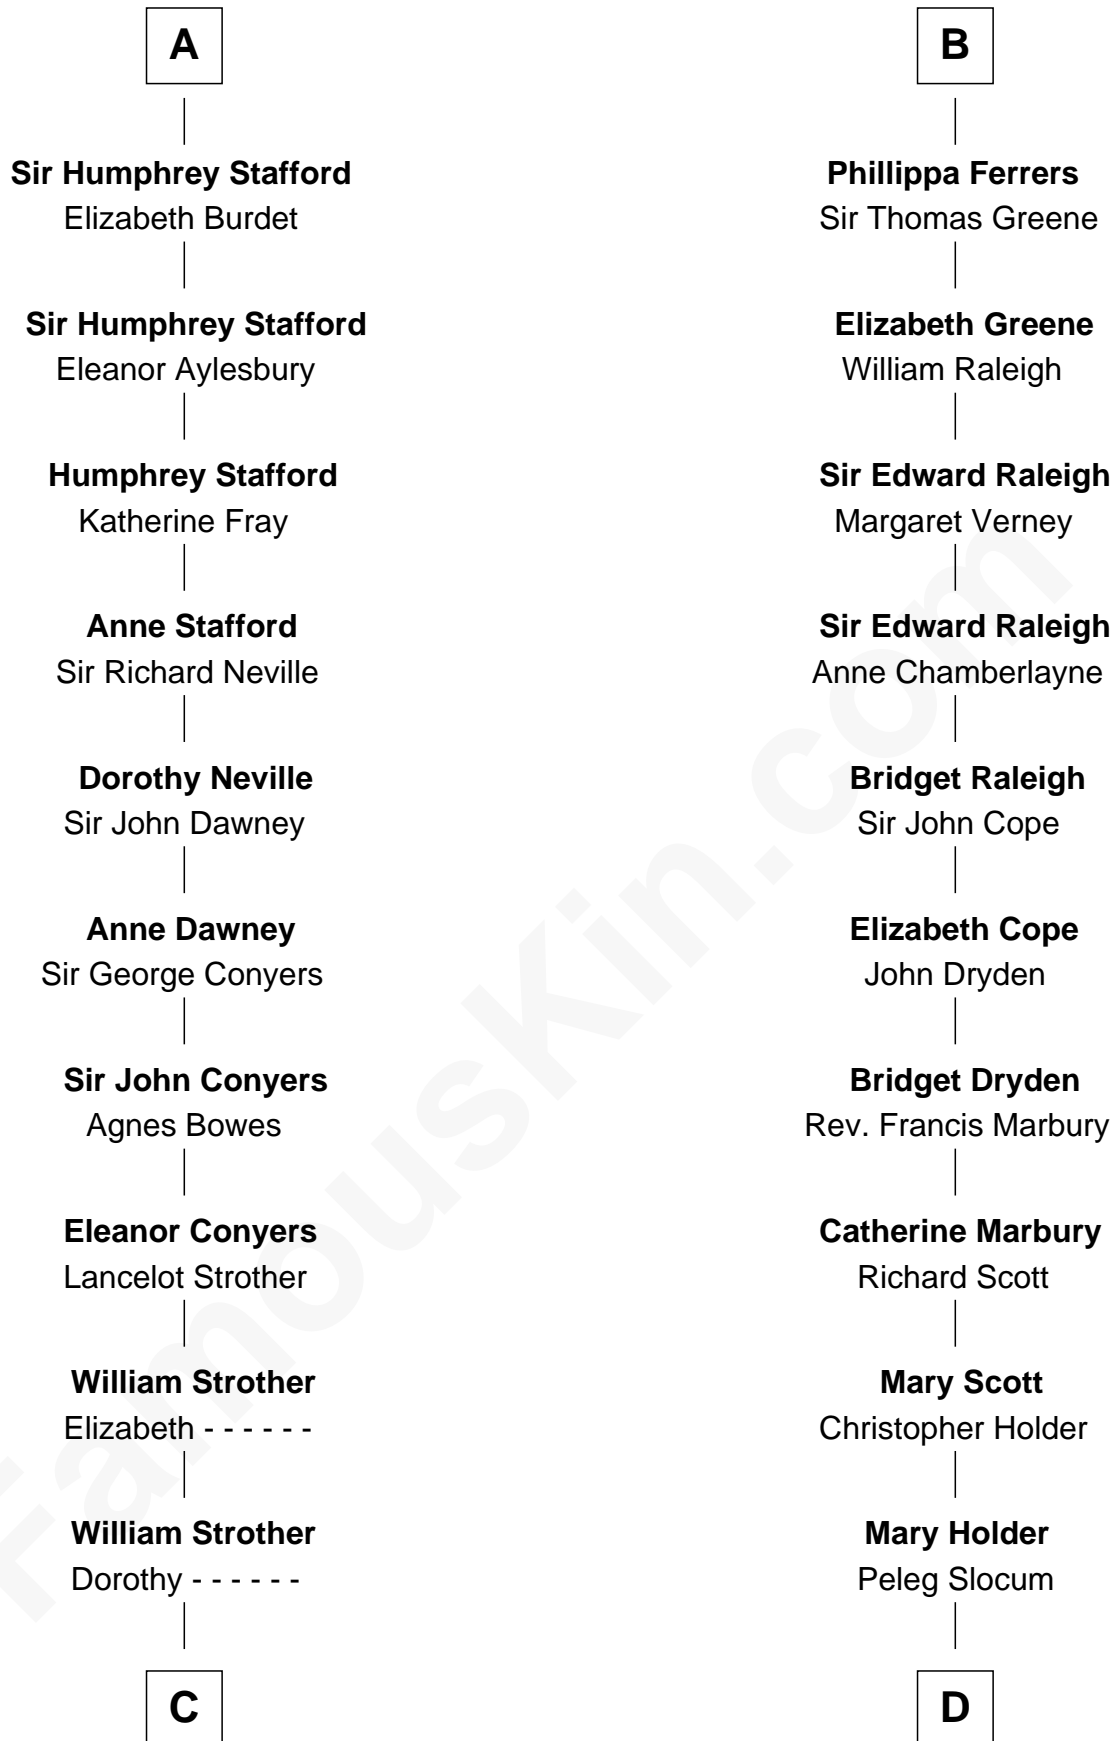 A
Sir Humphrey Stafford
Elizabeth Burdet
Sir Humphrey Stafford
Eleanor Aylesbury
Humphrey Stafford
Katherine Fray
Anne Stafford
Sir Richard Neville
Dorothy Neville
Sir John Dawney
Anne Dawney
Sir George Conyers
Sir John Conyers
Agnes Bowes
Eleanor Conyers
Lancelot Strother
William Strother
Elizabeth - - - - - -
William Strother
Dorothy - - - - - -
C
B
Phillippa Ferrers
Sir Thomas Greene
Elizabeth Greene
William Raleigh
Sir Edward Raleigh
Margaret Verney
Sir Edward Raleigh
Anne Chamberlayne
Bridget Raleigh
Sir John Cope
Elizabeth Cope
John Dryden
Bridget Dryden
Rev. Francis Marbury
Catherine Marbury
Richard Scott
Mary Scott
Christopher Holder
Mary Holder
Peleg Slocum
D
FamousKin.com